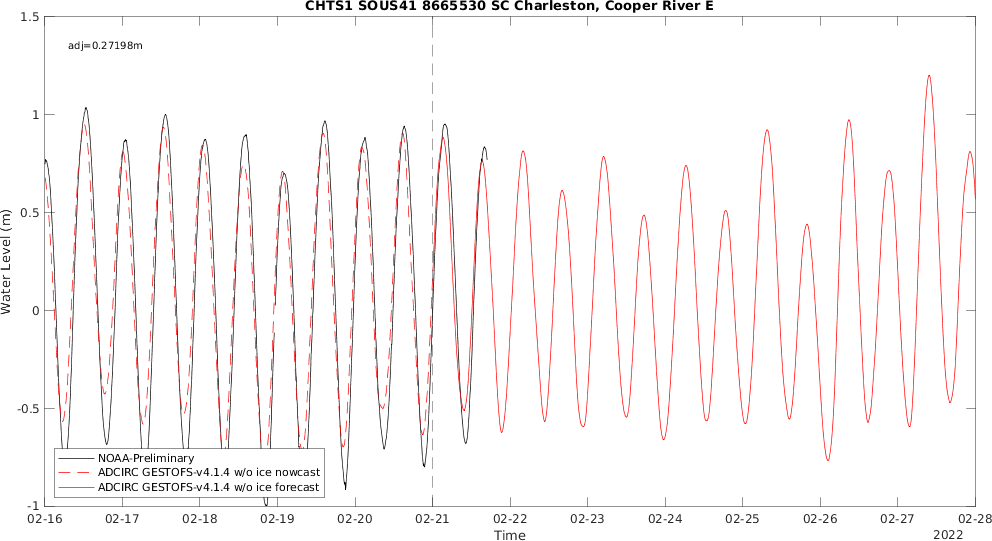 CHTS1 SOUS41 8665530 SC Charleston, Cooper River E
1.5
adj=0.27198m
1
0.5
0
-0.5
-1
Water Level (m)
NOAA-Preliminary
ADCIRC GESTOFS-v4.1.4 w/o ice nowcast
ADCIRC GESTOFS-v4.1.4 w/o ice forecast
02-16 02-17 02-18 02-19 02-20 02-21 02-22 02-23 02-24 02-25 02-26 02-27 02-28
Time
2022